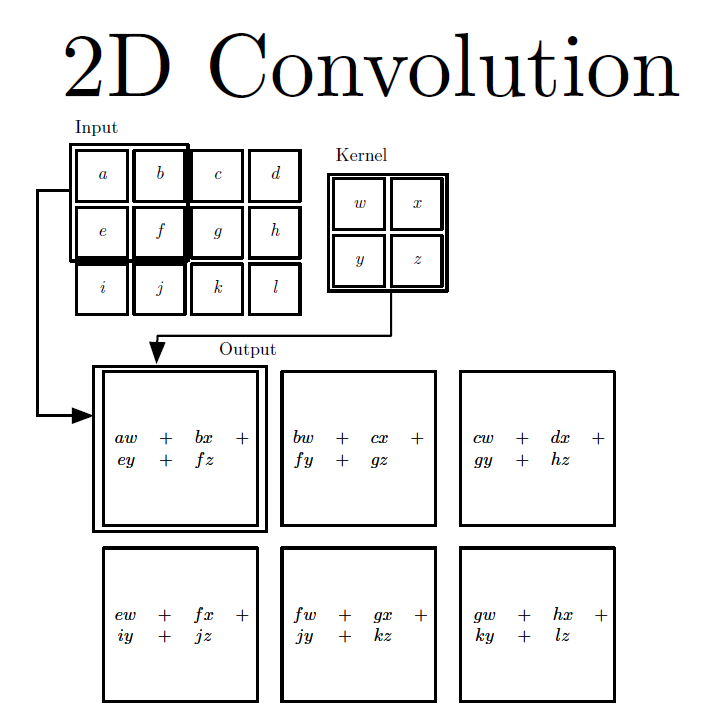 2D Convolution
Input
Kernel
a b c d
w x
e f g h
y z
i j k l
Output
aw + bx +
ey + fz
bw + cx +
fy + gz
cw + dx +
gy + hz
ew + fx +
iy + jz
fw + gx +
jy + kz
gw + hx +
ky + lz